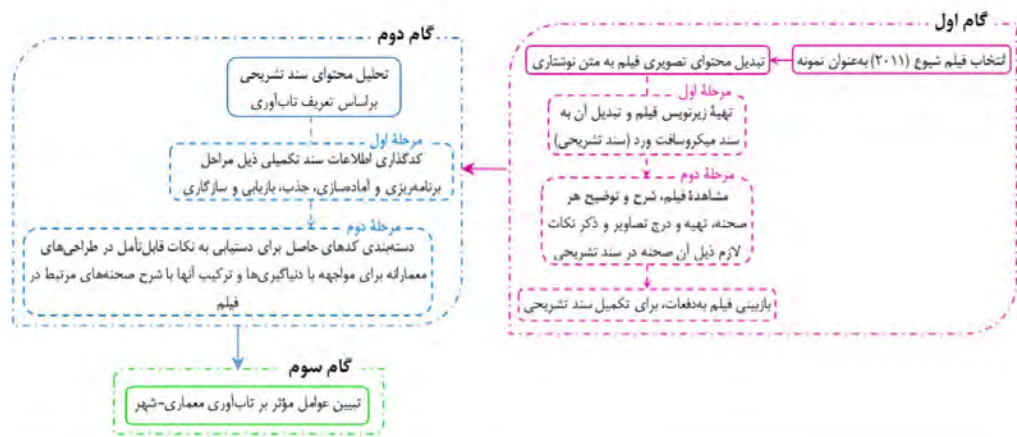 گام اول
انتخاب فیلم شیوع (۲۰۱۱) به‌عنوان نمونه
تبدیل محتوای تصویری فیلم به متن نوشتاری
مرحلهٔ اول
تهیهٔ زیرنویس فیلم و تبدیل آن به
سند میکروسافت ورد (سند تشریحی)
مرحلهٔ دوم
مشاهدهٔ فیلم، شرح و توضیح هر
صحنه، تهیه و درج تصاویر و ذکر نکات
لازم ذیل آن صحنه در سند تشریحی
بازبینی فیلم به‌دفعات، برای تکمیل سند تشریحی
گام دوم
تحلیل محتوای سند تشریحی
براساس تعریف تاب‌آوری
مرحلهٔ اول
کدگذاری اطلاعات سند تکمیلی ذیل مراحل
برنامه‌ریزی و آماده‌سازی، جذب، بازیابی و سازگاری
مرحلهٔ دوم
دسته‌بندی کدهای حاصل برای دستیابی به نکات قابل‌تأمل در طراحی‌های
معمارانه برای مواجهه با دنیاگیری‌ها و ترکیب آنها با شرح صحنه‌های مرتبط در
فیلم
گام سوم
تبیین عوامل مؤثر بر تاب‌آوری معماری-شهر